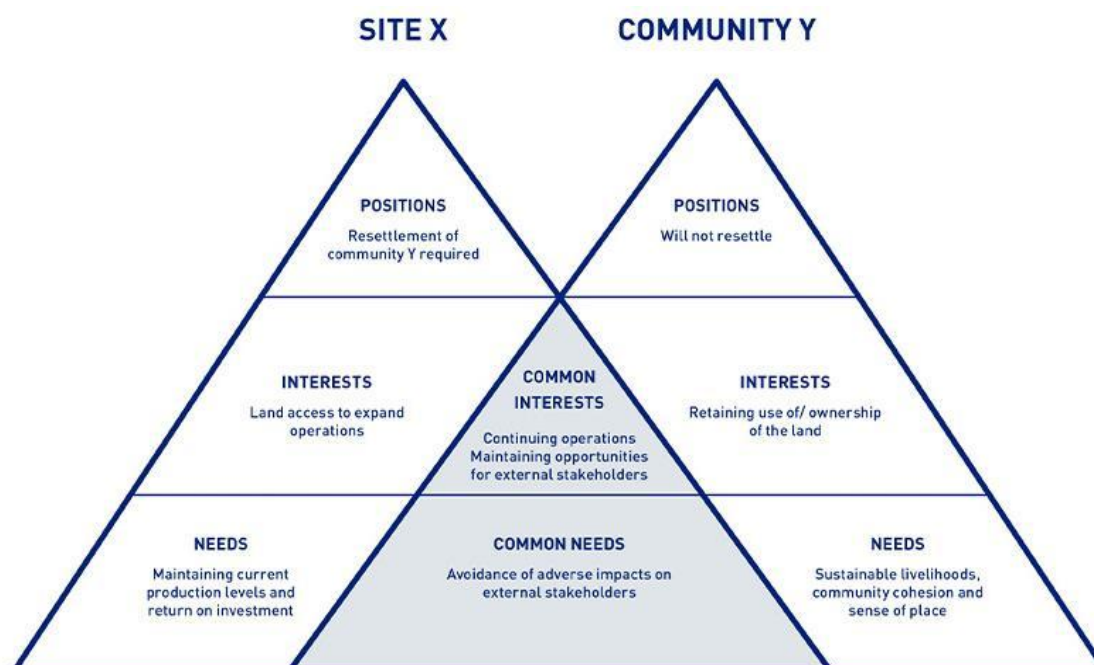 SITE X
COMMUNITY Y
POSITIONS
Resettlement of
community Y required
POSITIONS
Will not resettle
INTERESTS
Land access to expand
operations
COMMON
INTERESTS
Continuing operations
Maintaining opportunities
for external stakeholders
INTERESTS
Retaining use of/ ownership
of the land
NEEDS
Maintaining current
production levels and
return on investment
COMMON NEEDS
Avoidance of adverse impacts on
external stakeholders
NEEDS
Sustainable livelihoods,
community cohesion and
sense of place